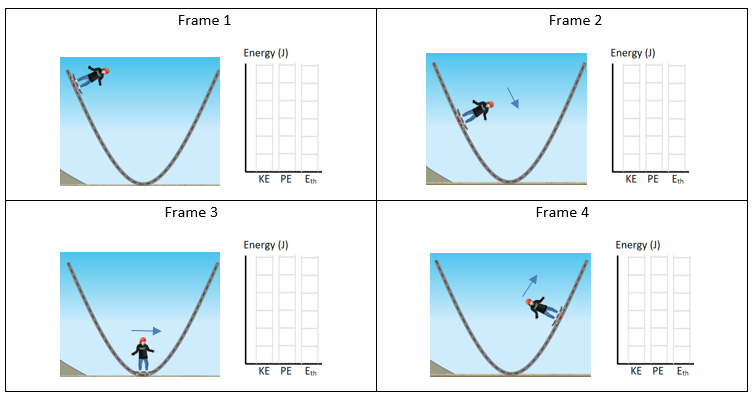 Frame 1
Energy (J)
KE PE Eth
Frame 2
Energy (J)
KE PE Eth
Frame 3
Energy (J)
KE PE Eth
Frame 4
Energy (J)
KE PE Eth